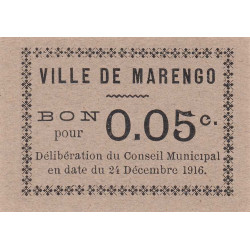 VILLE DE MARENGO
BON
pour
0.05c.
Délibération du Conseil Municipal
en date du 24 Décembre 1916.